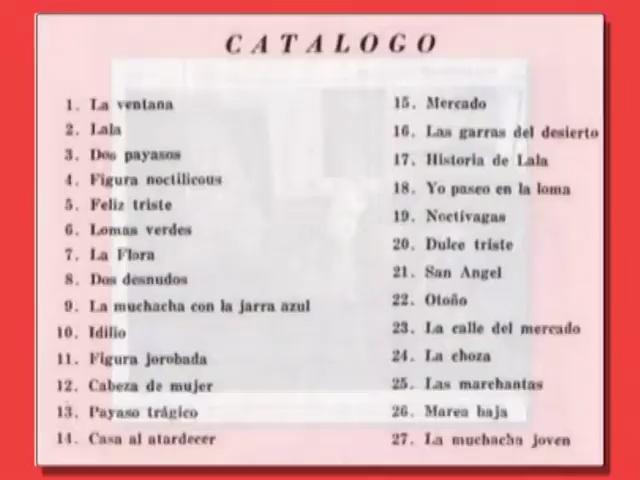 CATALOGO
1. La ventana
2. Lala
3. Dos payasos
4. Figura noctilicous
5. Feliz triste
6. Lomas verdes
7. La Flora
8. Dos desnudos
9. La muchacha con la jarra azul
10. Idilio
11. Figura jorobada
12. Cabeza de mujer
13. Payaso trágico
14. Casa al atardecer
15. Mercado
16. Las garras del desierto
17. Historia de Lala
18. Yo paseo en la loma
19. Noctívagas
20. Dulce triste
21. San Angel
22. Otoño
23. La calle del mercado
24. La choza
25. Las marchantas
26. Marea baja
27. La muchacha joven